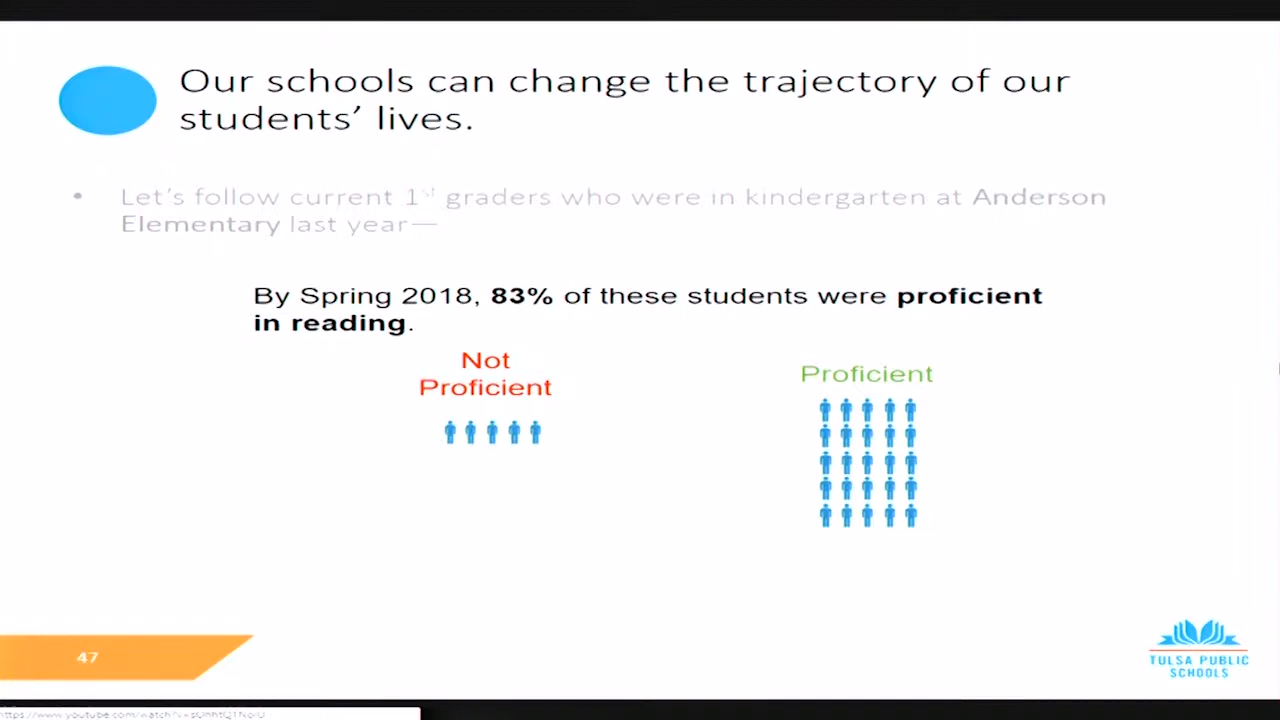 Our schools can change the trajectory of our
students' lives.
• Let's follow current 1st graders who were in kindergarten at Anderson
Elementary last year—
By Spring 2018, 83% of these students were proficient
in reading.
Not
Proficient
Proficient
47
TULSA PUBLIC
SCHOOLS